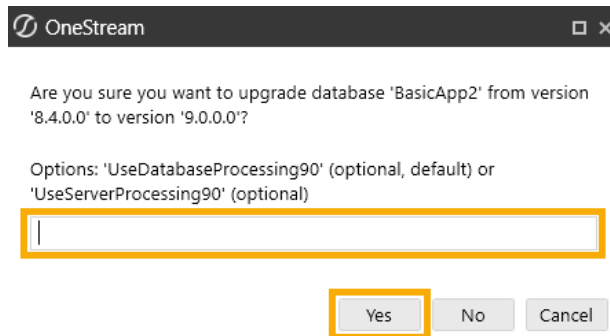 OneStream
Are you sure you want to upgrade database 'BasicApp2' from version
'8.4.0.0' to version '9.0.0.0'?
Options: 'UseDatabaseProcessing90' (optional, default) or
'UseServerProcessing90' (optional)
Yes No Cancel